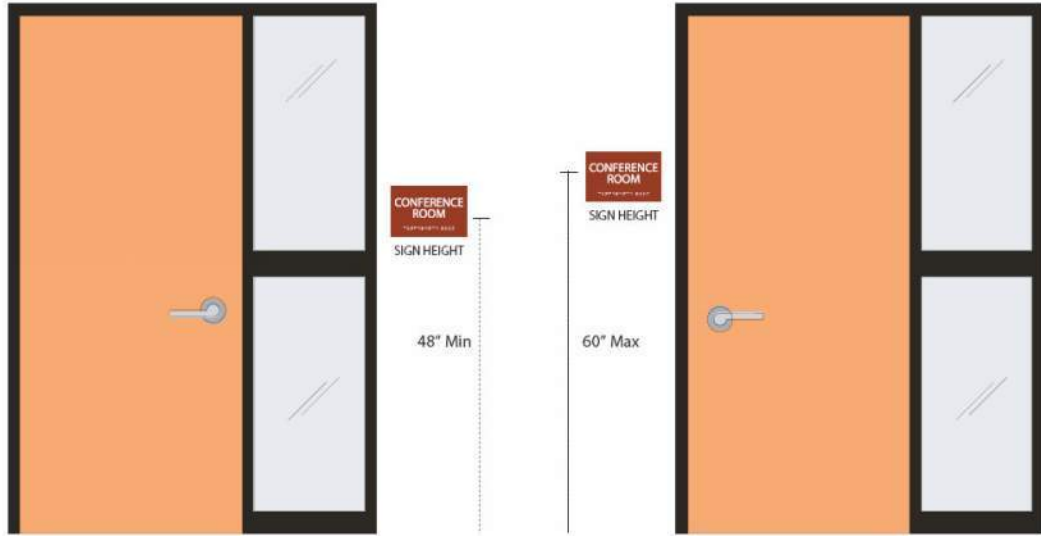 CONFERENCE
ROOM
SIGN HEIGHT
48" Min
CONFERENCE
ROOM
SIGN HEIGHT
60" Max